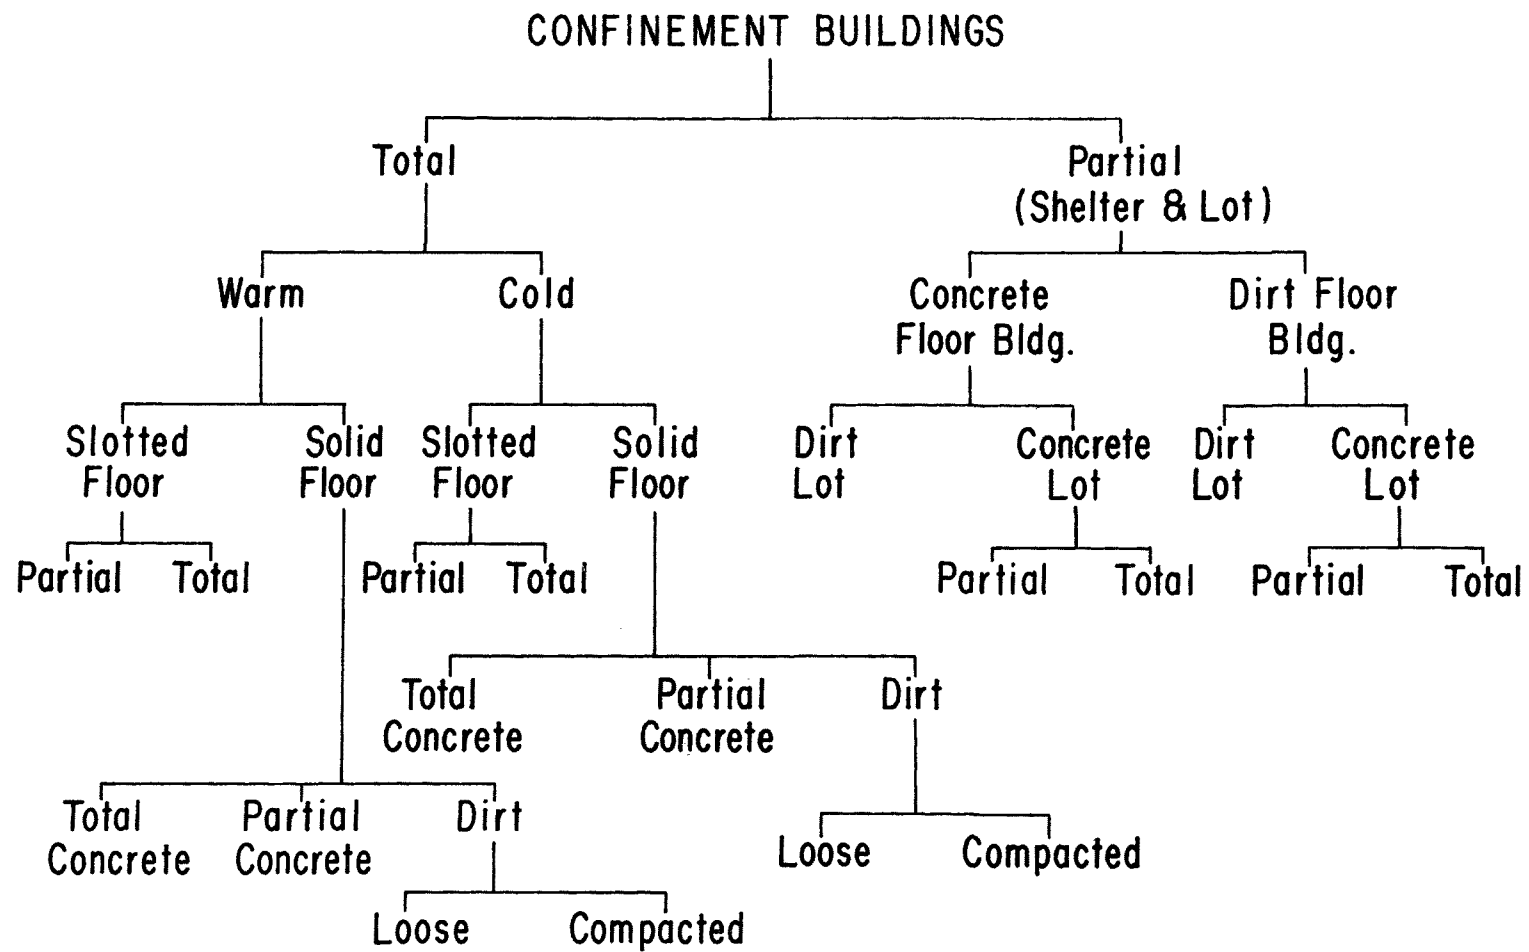 CONFINEMENT BUILDINGS
Total
Partial
(Shelter & Lot)
Warm
Cold
Concrete
Floor Bldg.
Dirt Floor
Bldg.
Slotted
Floor
Solid
Floor
Slotted
Floor
Solid
Floor
Dirt
Lot
Concrete
Lot
Dirt
Lot
Concrete
Lot
Partial
Total
Partial
Total
Partial
Total
Partial
Total
Total
Concrete
Partial
Concrete
Dirt
Total
Concrete
Partial
Concrete
Dirt
Loose
Compacted
Loose
Compacted